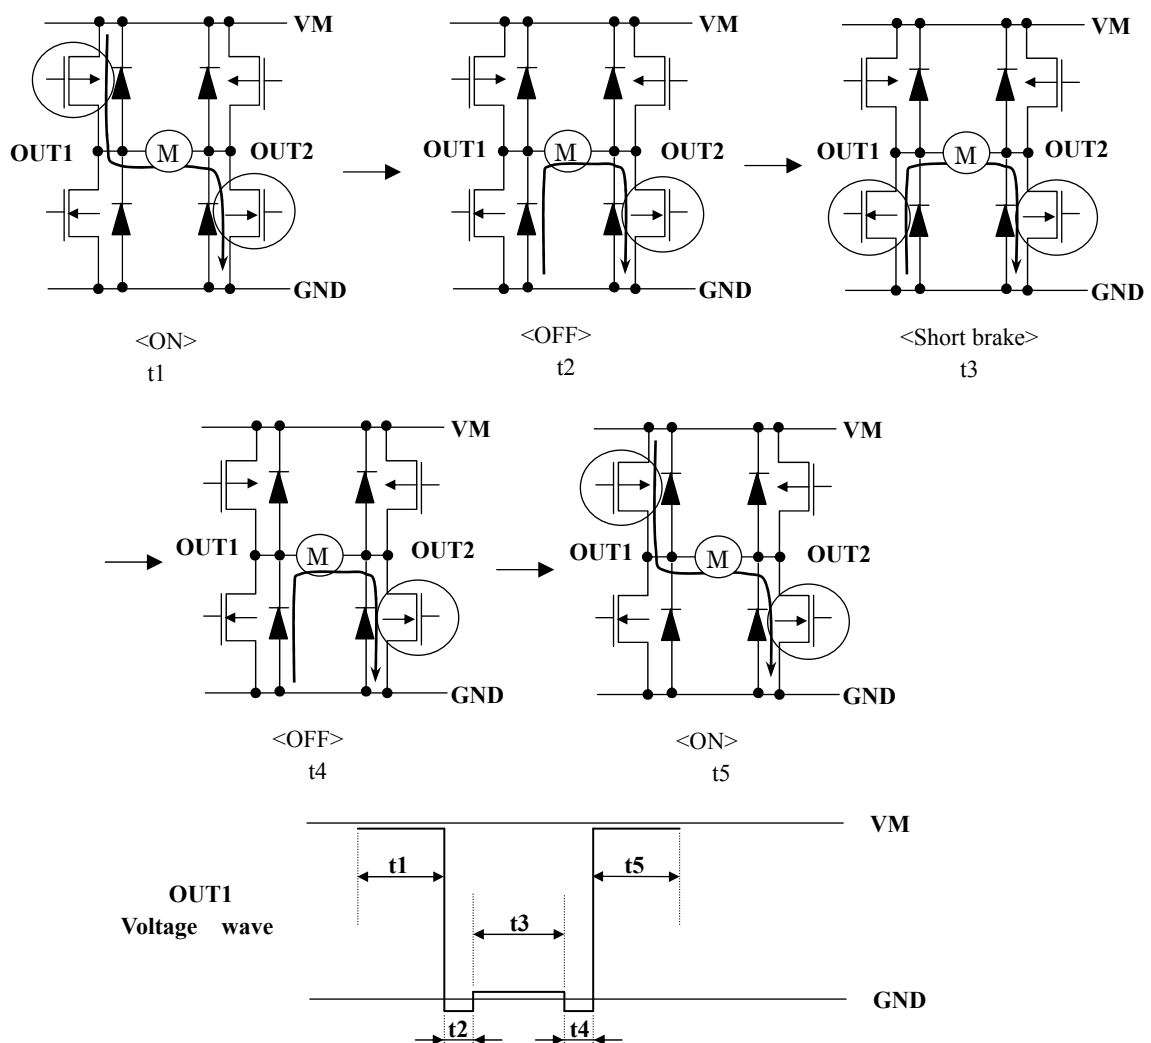 VM
OUT1 M OUT2
GND
<ON>
t1
VM
OUT1 M OUT2
GND
<OFF>
t2
VM
OUT1 M OUT2
GND
<Short brake>
t3
VM
OUT1 M OUT2
GND
<OFF>
t4
VM
OUT1 M OUT2
GND
<ON>
t5
VM
t1 t5
OUT1
Voltage wave
t3
GND
t2 t4